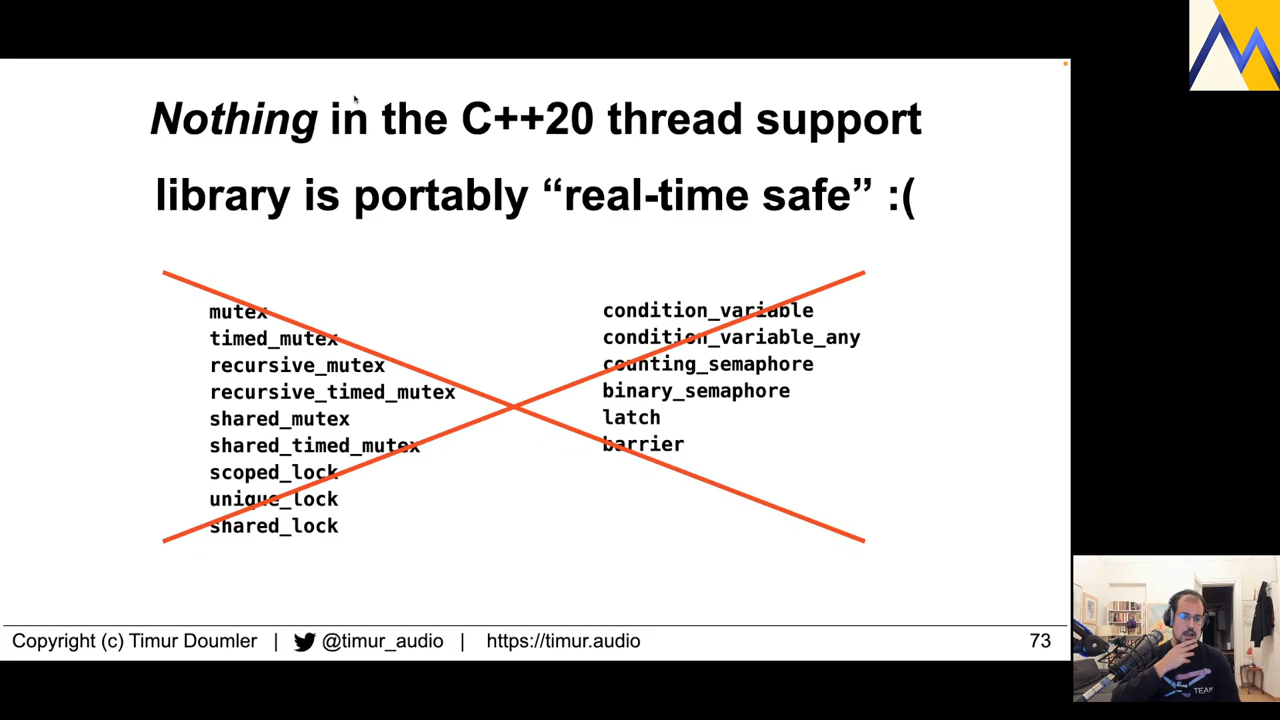 Nothing in the C++20 thread support
library is portably “real-time safe” :(
mutex
timed_mutex
recursive_mutex
recursive_timed_mutex
shared_mutex
shared_timed_mutex
scoped_lock
unique_lock
shared_lock
condition_variable
condition_variable_any
counting_semaphore
binary_semaphore
latch
barrier
Copyright (c) Timur Doumler | @timur_audio | https://timur.audio 73
TEAM